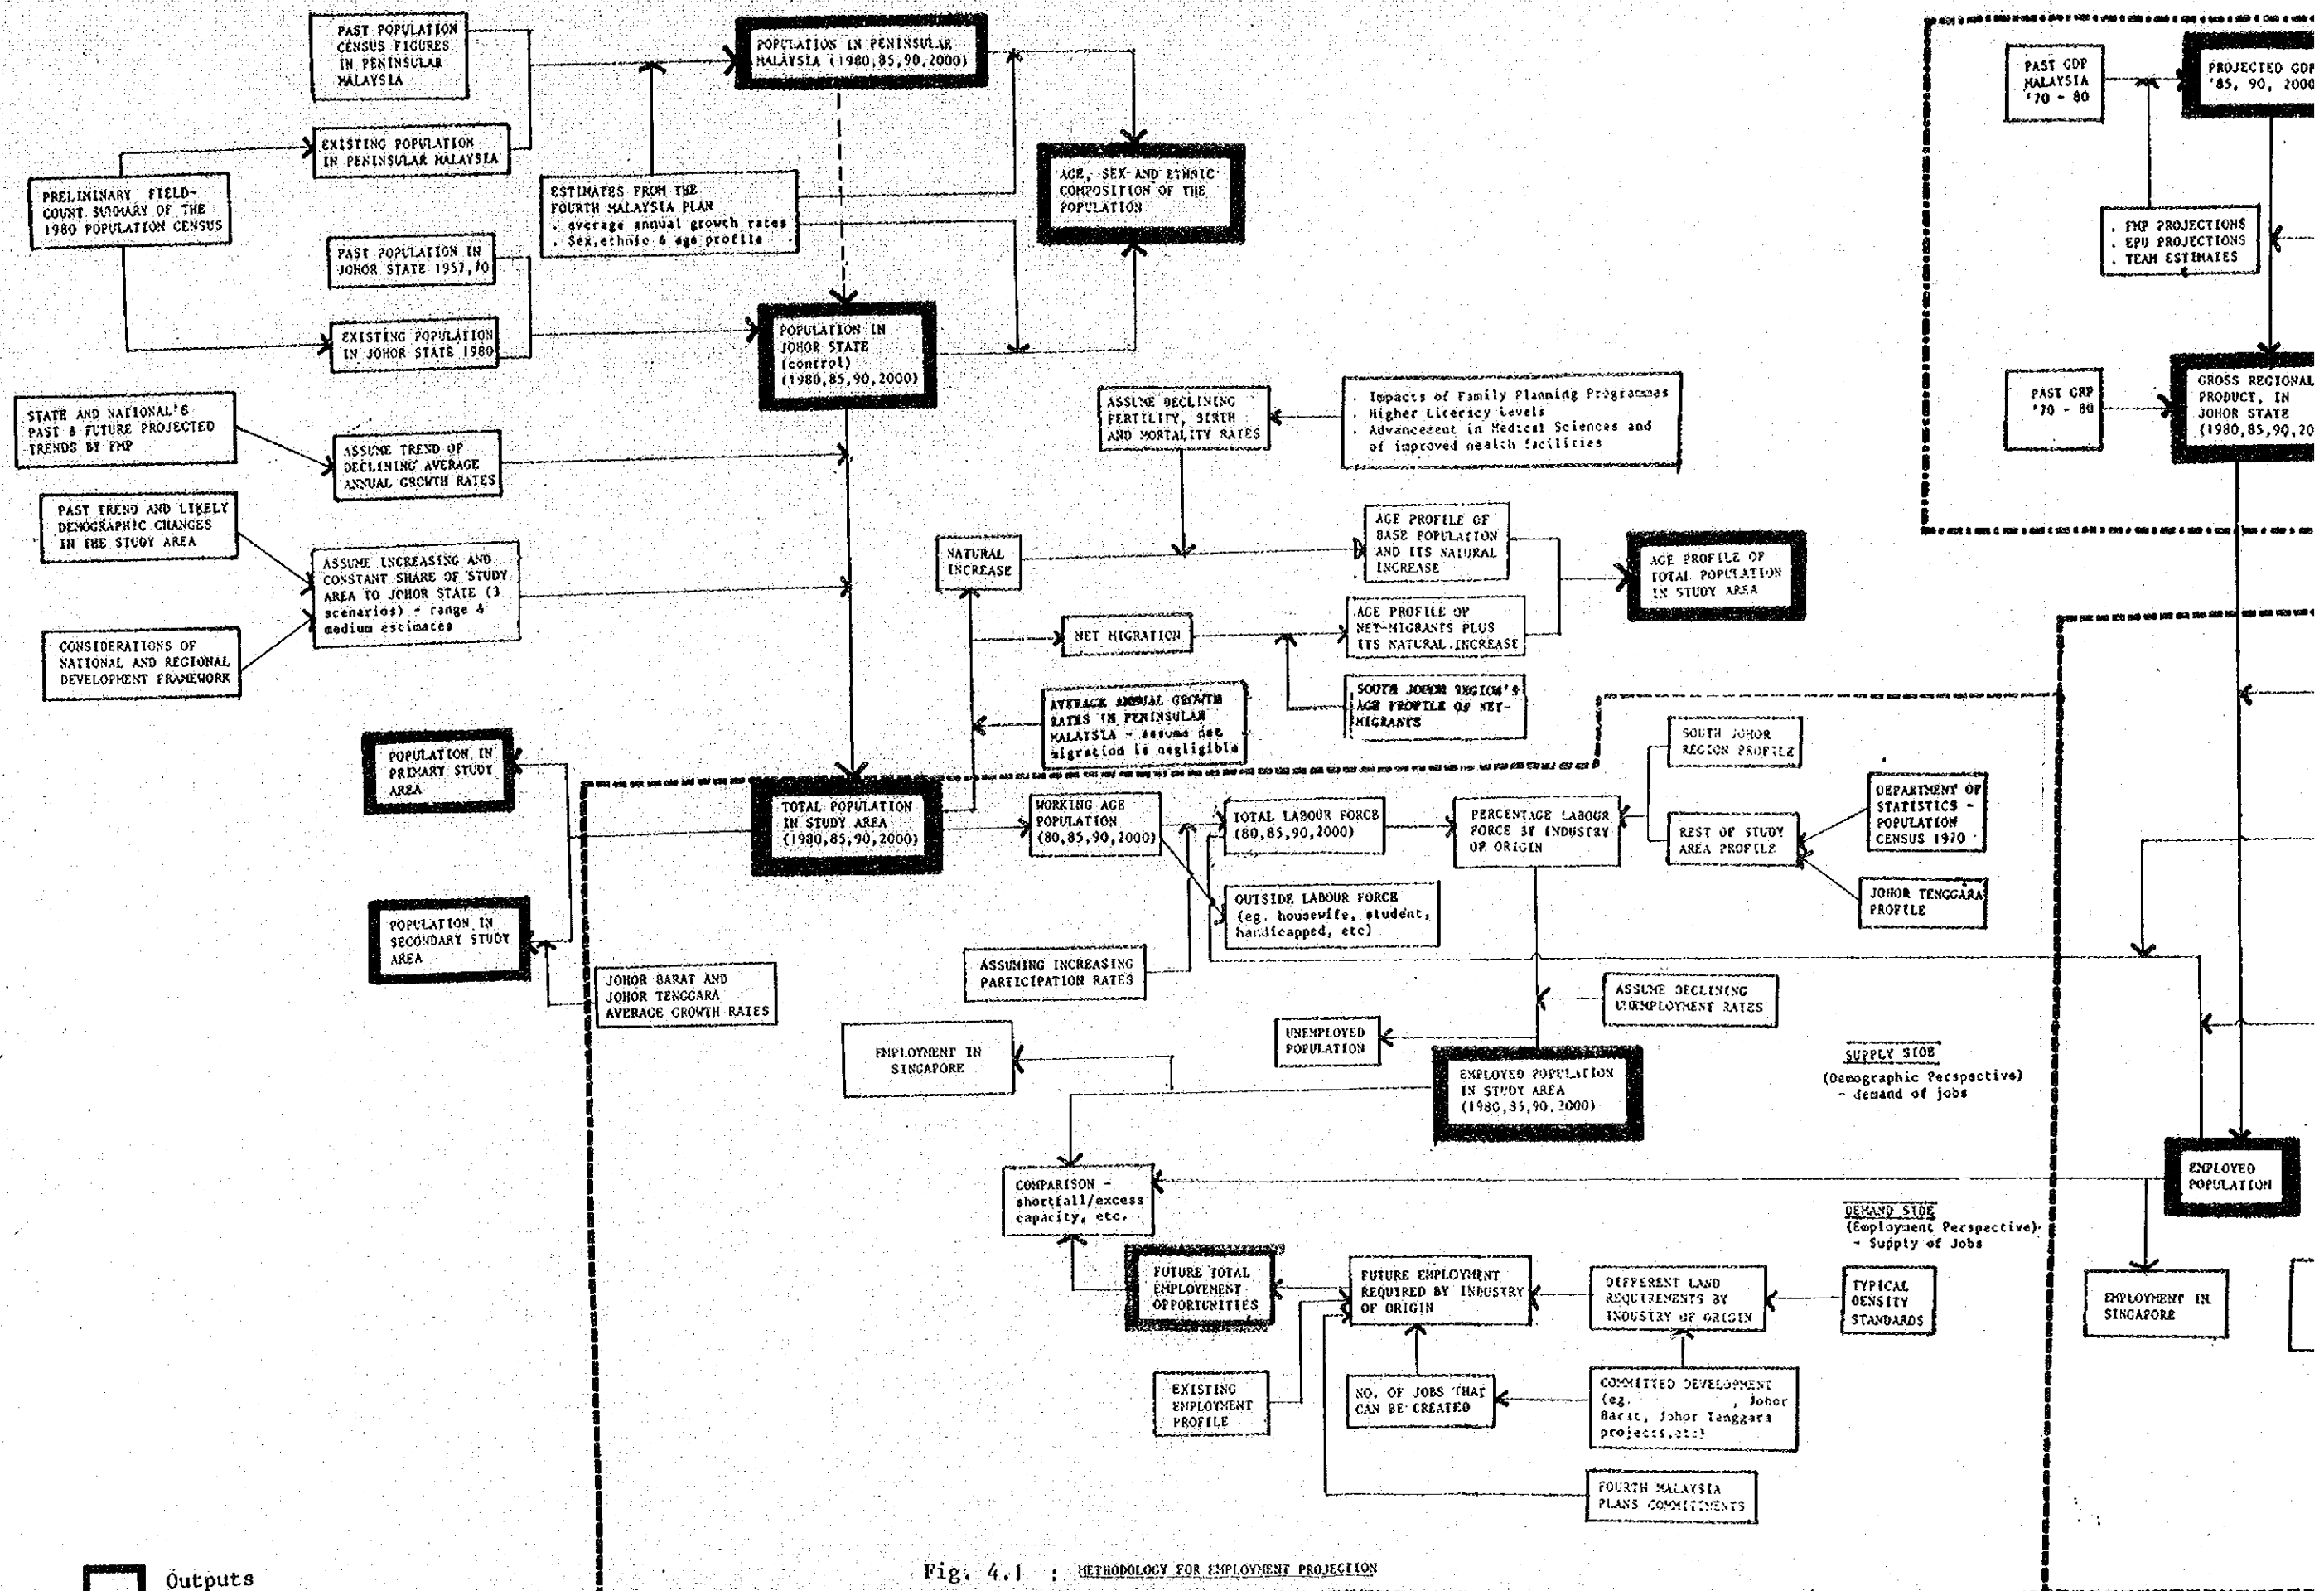 PAST POPULATION
CENSUS FIGURES
IN PENINSULAR
MALAYSIA
POPULATION IN PENINSULAR
MALAYSIA (1980,85,90,2000)
EXISTING POPULATION
IN PENINSULAR MALAYSIA
PRELIMINARY FIELD-
COUNT SUMMARY OF THE
1980 POPULATION CENSUS
ESTIMATES FROM THE
FOURTH MALAYSIA PLAN
. average annual growth rates
. Sex,ethnic & age profile
AGE, SEX AND ETHNIC
COMPOSITION OF THE
POPULATION
PAST POPULATION IN
JOHOR STATE 1957,70
EXISTING POPULATION
IN JOHOR STATE 1980
POPULATION IN
JOHOR STATE
(control)
(1980,85,90,2000)
STATE AND NATIONAL'S
PAST & FUTURE PROJECTED
TRENDS BY FMP
ASSUME TREND OF
DECLINING AVERAGE
ANNUAL GROWTH RATES
ASSUME DECLINING
FERTILITY, BIRTH
AND MORTALITY RATES
. Impacts of Family Planning Programmes
. Higher Literacy Levels
. Advancement in Medical Sciences and
of improved health facilities
PAST TREND AND LIKELY
DEMOGRAPHIC CHANGES
IN THE STUDY AREA
ASSUME INCREASING AND
CONSTANT SHARE OF STUDY
AREA TO JOHOR STATE (3
scenarios) - range &
medium estimates
CONSIDERATIONS OF
NATIONAL AND REGIONAL
DEVELOPMENT FRAMEWORK
NATURAL
INCREASE
AGE PROFILE OF
BASE POPULATION
AND ITS NATURAL
INCREASE
AGE PROFILE OF
TOTAL POPULATION
IN STUDY AREA
NET MIGRATION
AGE PROFILE OF
NET-MIGRANTS PLUS
ITS NATURAL INCREASE
AVERAGE ANNUAL GROWTH
RATES IN PENINSULAR
MALAYSIA - assume net
migration is negligible
SOUTH JOHOR REGION'S
AGE PROFILE OF NET-
MIGRANTS
POPULATION IN
PRIMARY STUDY
AREA
POPULATION IN
SECONDARY STUDY
AREA
JOHOR BARAT AND
JOHOR TENGGARA
AVERAGE GROWTH RATES
TOTAL POPULATION
IN STUDY AREA
(1980,85,90,2000)
WORKING AGE
POPULATION
(80,85,90,2000)
TOTAL LABOUR FORCE
(80,85,90,2000)
PERCENTAGE LABOUR
FORCE BY INDUSTRY
OF ORIGIN
SOUTH JOHOR
REGION PROFILE
REST OF STUDY
AREA PROFILE
DEPARTMENT OF
STATISTICS -
POPULATION
CENSUS 1970
JOHOR TENGGARA
PROFILE
OUTSIDE LABOUR FORCE
(eg. housewife, student,
handicapped, etc)
ASSUMING INCREASING
PARTICIPATION RATES
ASSUME DECLINING
UNEMPLOYMENT RATES
UNEMPLOYED
POPULATION
EMPLOYMENT IN
SINGAPORE
EMPLOYED POPULATION
IN STUDY AREA
(1980,85,90,2000)
SUPPLY SIDE
(Demographic Perspective)
- demand of jobs
COMPARISON -
shortfall/excess
capacity, etc.
DEMAND SIDE
(Employment Perspective)
- Supply of Jobs
FUTURE TOTAL
EMPLOYEMENT
OPPORTUNITIES
FUTURE EMPLOYMENT
REQUIRED BY INDUSTRY
OF ORIGIN
DIFFERENT LAND
REQUIREMENTS BY
INDUSTRY OF ORIGIN
TYPICAL
DENSITY
STANDARDS
EXISTING
EMPLOYMENT
PROFILE
NO. OF JOBS THAT
CAN BE CREATED
COMMITTED DEVELOPMENT
(eg. , Johor
Barat, Johor Tenggara
projects,etc)
FOURTH MALAYSIA
PLANS COMMITTMENTS
PAST GDP
MALAYSIA
'70 - 80
PROJECTED GDP
'85, 90, 2000
. FMP PROJECTIONS
. EPU PROJECTIONS
. TEAM ESTIMATES
PAST GRP
'70 - 80
GROSS REGIONAL
PRODUCT, IN
JOHOR STATE
(1980,85,90,20
EMPLOYED
POPULATION
EMPLOYMENT IN
SINGAPORE
Outputs
Fig. 4.1 : METHODOLOGY FOR EMPLOYMENT PROJECTION